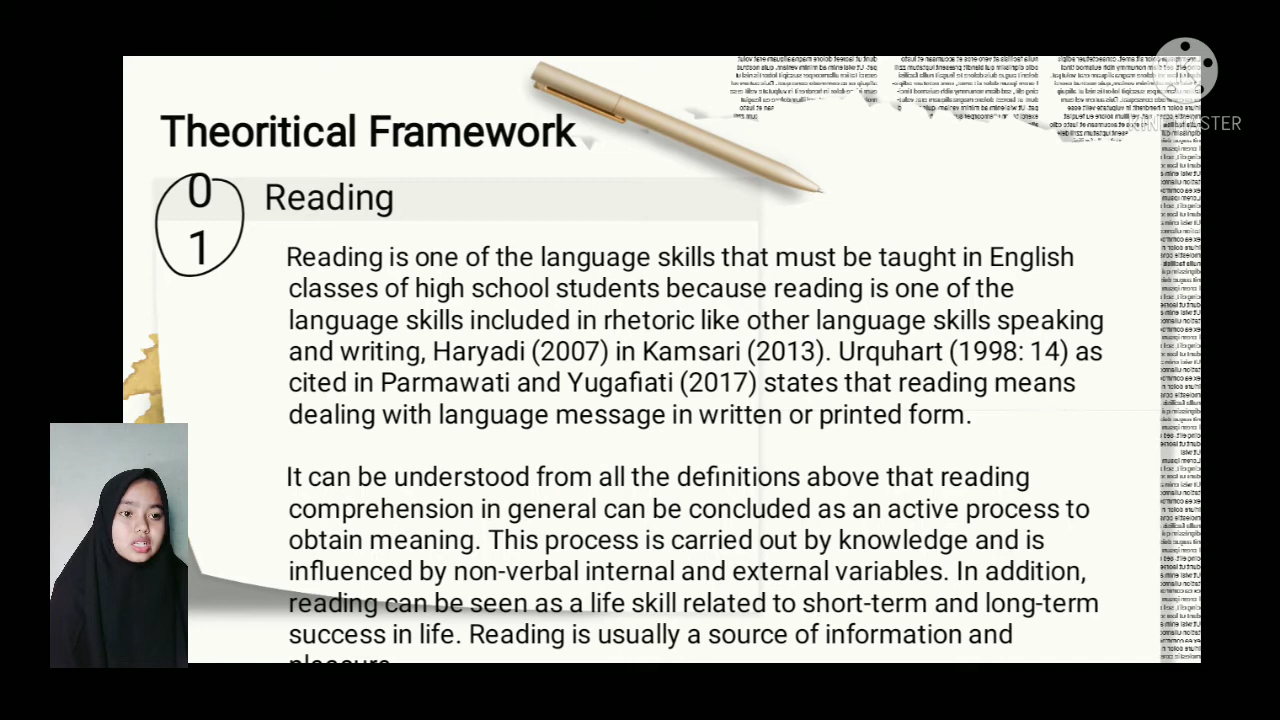 Theoritical Framework
0
1
Reading
Reading is one of the language skills that must be taught in English
classes of high school students because reading is one of the
language skills included in rhetoric like other language skills speaking
and writing, Haryadi (2007) in Kamsari (2013). Urquhart (1998: 14) as
cited in Parmawati and Yugafiati (2017) states that reading means
dealing with language message in written or printed form.
It can be understood from all the definitions above that reading
comprehension in general can be concluded as an active process to
obtain meaning. This process is carried out by knowledge and is
influenced by non-verbal internal and external variables. In addition,
reading can be seen as a life skill related to short-term and long-term
success in life. Reading is usually a source of information and
pleasure.